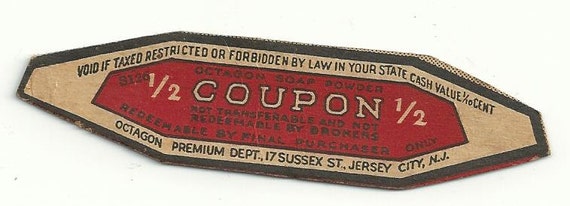 VOID IF TAXED RESTRICTED OR FORBIDDEN BY LAW IN YOUR STATE CASH VALUE 1/10 CENT
OCTAGON SOAP POWDER
1/2 COUPON 1/2
NOT TRANSFERABLE AND NOT
REDEEMABLE BY BROKERS
REDEEMABLE BY FINAL PURCHASER ONLY
OCTAGON PREMIUM DEPT., 17 SUSSEX ST., JERSEY CITY, N.J.